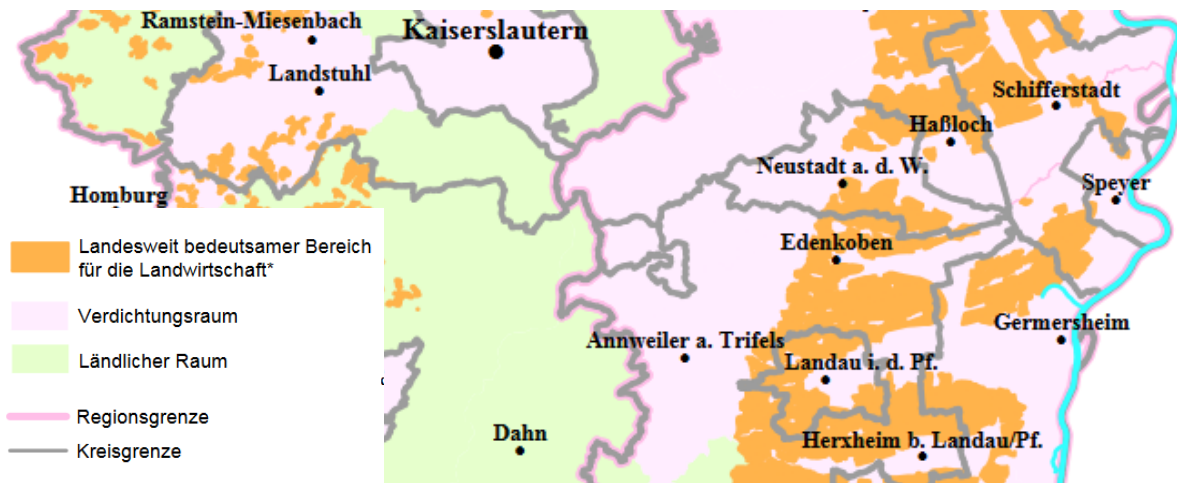 Ramstein-Miesenbach
Kaiserslautern
Landstuhl
Schifferstadt
Haßloch
Neustadt a. d. W.
Homburg
Speyer
Edenkoben
Landesweit bedeutsamer Bereich
für die Landwirtschaft*
Verdichtungsraum
Germersheim
Annweiler a. Trifels
Landau i. d. Pf.
Ländlicher Raum
Regionsgrenze
Dahn
Herxheim b. Landau/Pf.
Kreisgrenze